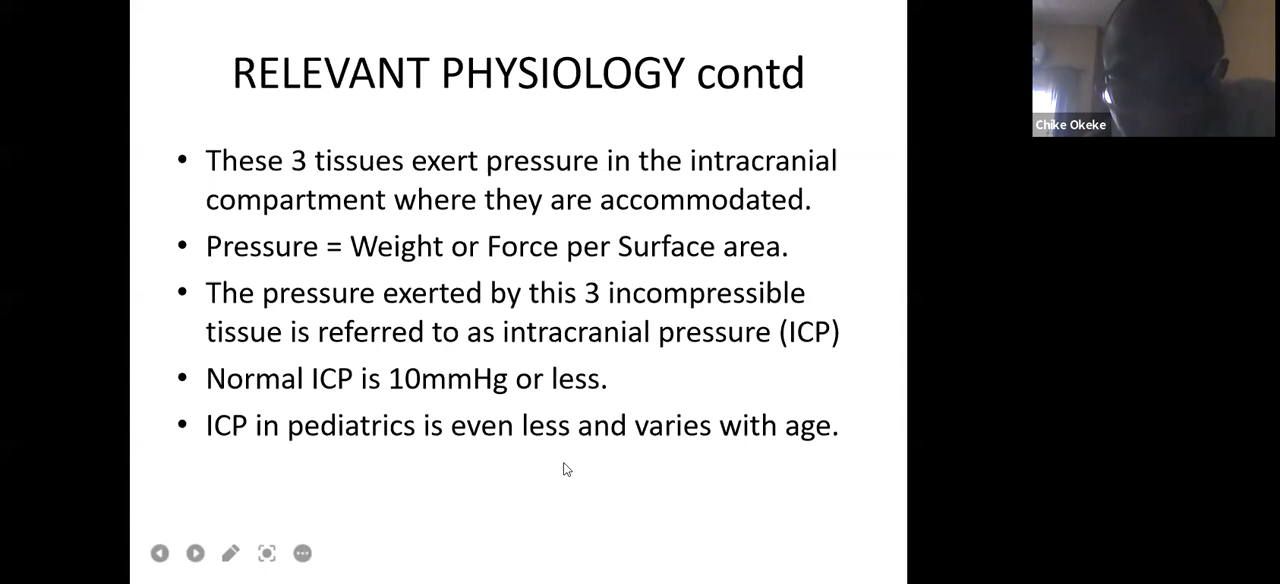 RELEVANT PHYSIOLOGY contd
• These 3 tissues exert pressure in the intracranial
compartment where they are accommodated.
• Pressure = Weight or Force per Surface area.
• The pressure exerted by this 3 incompressible
tissue is referred to as intracranial pressure (ICP)
• Normal ICP is 10mmHg or less.
• ICP in pediatrics is even less and varies with age.
Chike Okeke